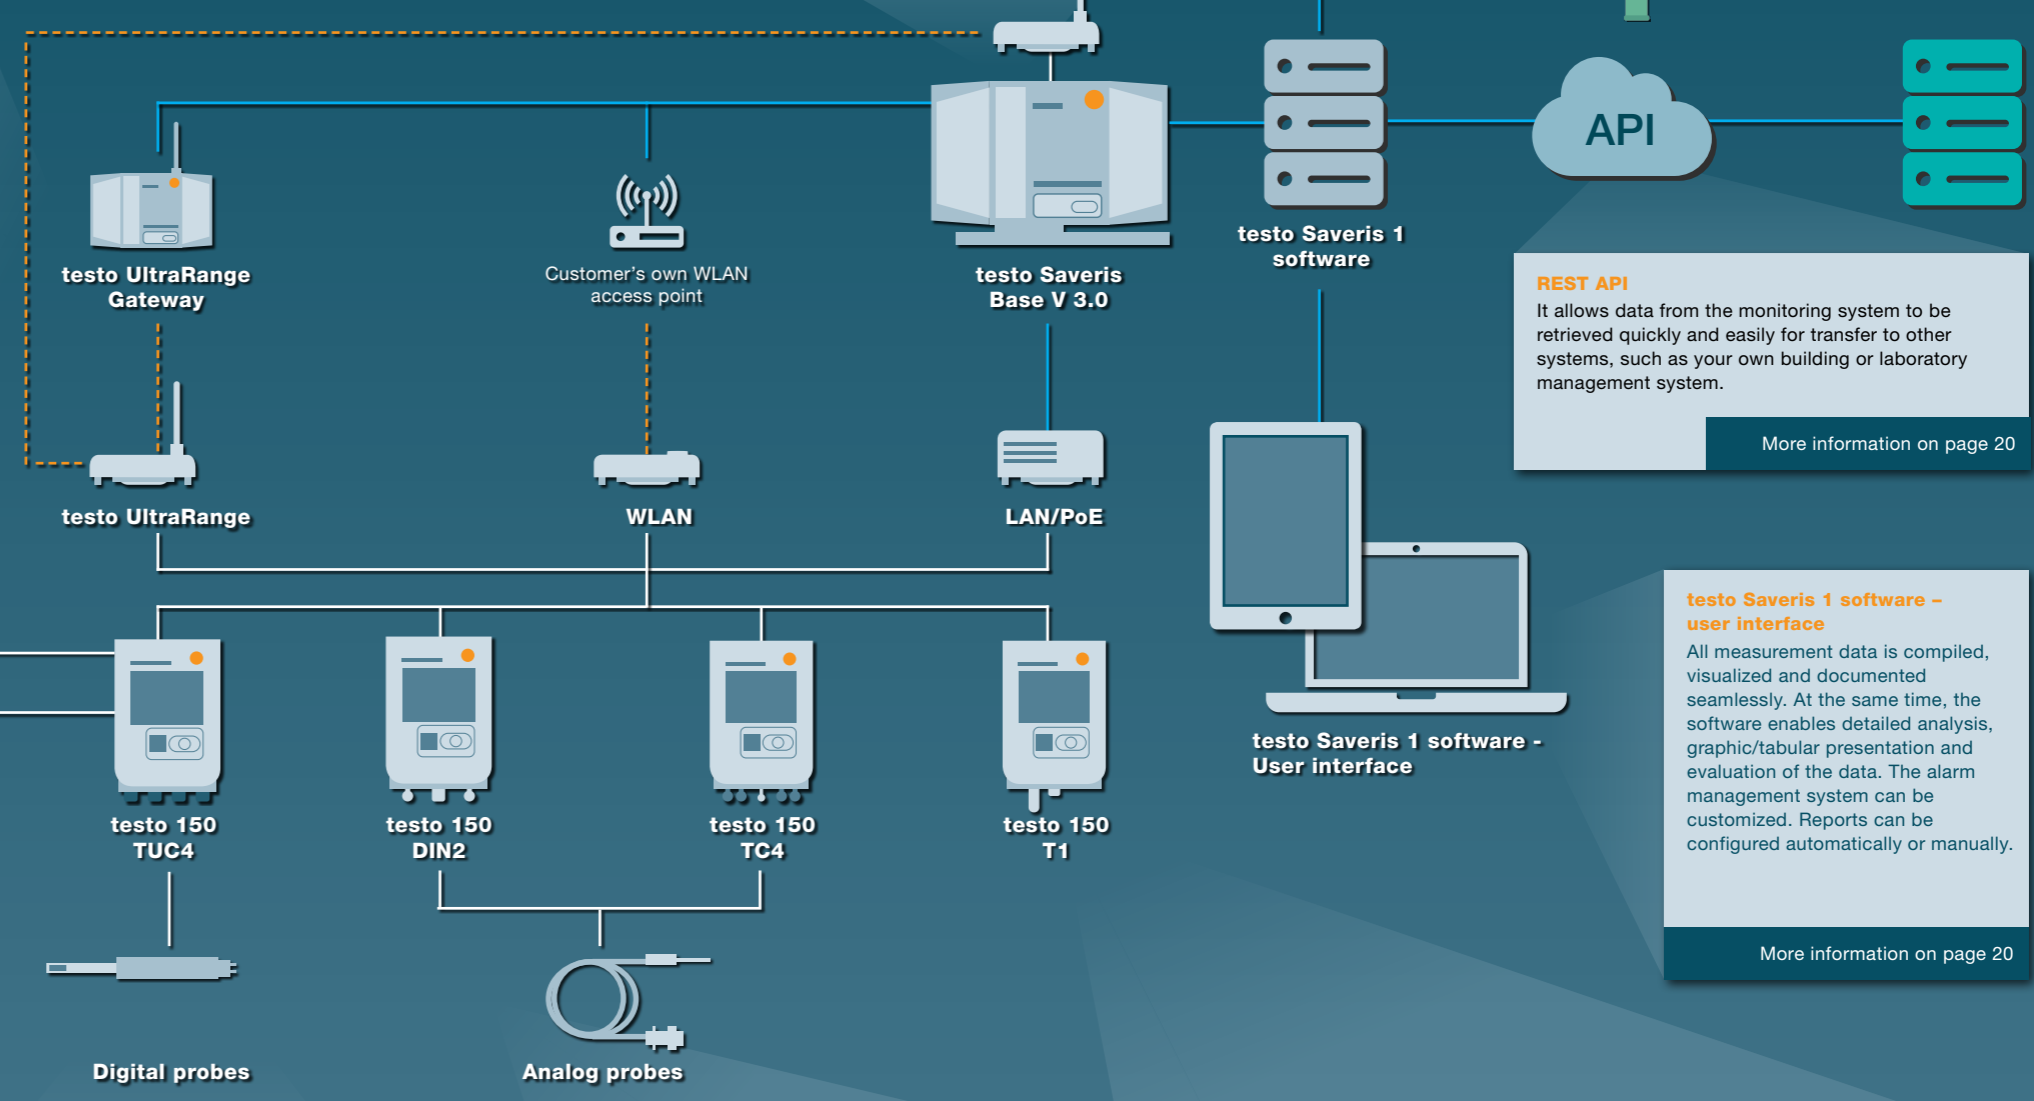 API
testo Saveris 1
software
testo UltraRange
Gateway
Customer's own WLAN
access point
testo Saveris
Base V 3.0
REST API
It allows data from the monitoring system to be
retrieved quickly and easily for transfer to other
systems, such as your own building or laboratory
management system.
More information on page 20
testo UltraRange
WLAN
LAN/PoE
testo Saveris 1 software -
User interface
testo Saveris 1 software –
user interface
All measurement data is compiled,
visualized and documented
seamlessly. At the same time, the
software enables detailed analysis,
graphic/tabular presentation and
evaluation of the data. The alarm
management system can be
customized. Reports can be
configured automatically or manually.
More information on page 20
testo 150
TUC4
testo 150
DIN2
testo 150
TC4
testo 150
T1
Digital probes
Analog probes